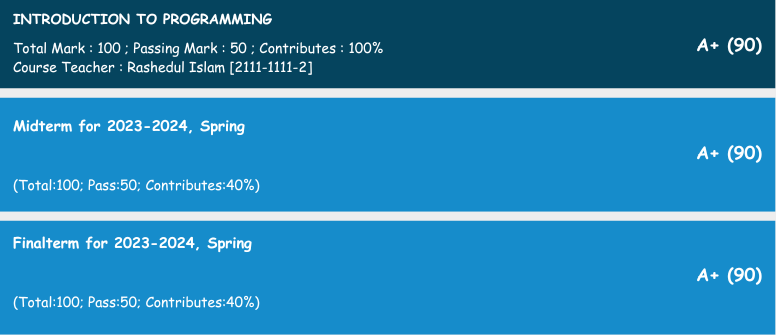 INTRODUCTION TO PROGRAMMING
Total Mark : 100 ; Passing Mark : 50 ; Contributes : 100%
Course Teacher : Rashedul Islam [2111-1111-2]
A+ (90)
Midterm for 2023-2024, Spring
A+ (90)
(Total:100; Pass:50; Contributes:40%)
Finalterm for 2023-2024, Spring
A+ (90)
(Total:100; Pass:50; Contributes:40%)